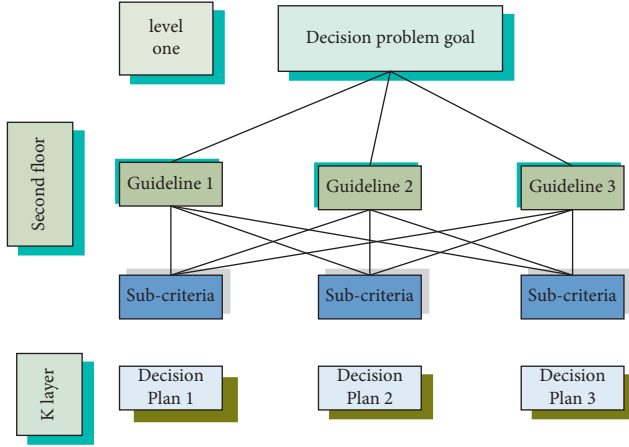 level
one
Decision problem goal
Second floor
Guideline 1
Guideline 2
Guideline 3
Sub-criteria
Sub-criteria
Sub-criteria
K layer
Decision
Plan 1
Decision
Plan 2
Decision
Plan 3